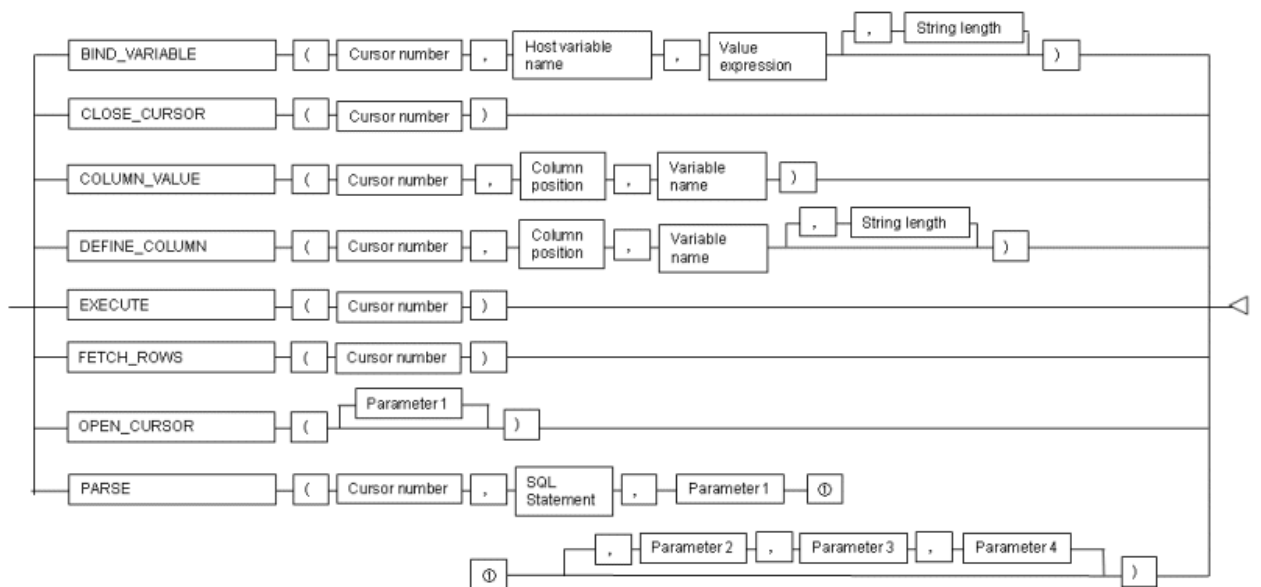 BIND_VARIABLE ( Cursor number , Host variable name , Value expression , String length )
CLOSE_CURSOR ( Cursor number )
COLUMN_VALUE ( Cursor number , Column position , Variable name )
DEFINE_COLUMN ( Cursor number , Column position , Variable name , String length )
EXECUTE ( Cursor number )
FETCH_ROWS ( Cursor number )
OPEN_CURSOR ( Parameter 1 )
PARSE ( Cursor number , SQL Statement , Parameter 1 ①
① , Parameter 2 , Parameter 3 , Parameter 4 )